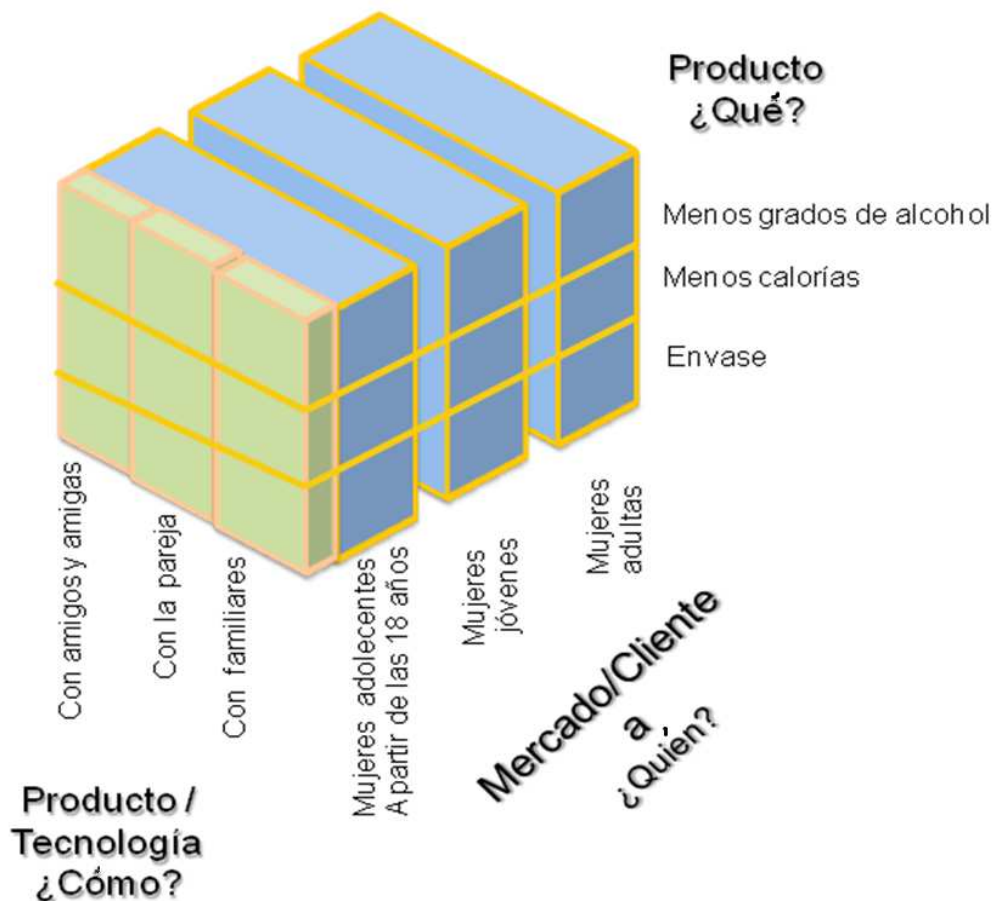 Producto
¿Qué?
Menos grados de alcohol
Menos calorías
Envase
Con amigos y amigas
Con la pareja
Con familiares
Mujeres adolecentes
Apartir de las 18 años
Mujeres
jóvenes
Mujeres
adultas
Mercado/Cliente
a
¿Quien?
Producto /
Tecnología
¿Cómo?